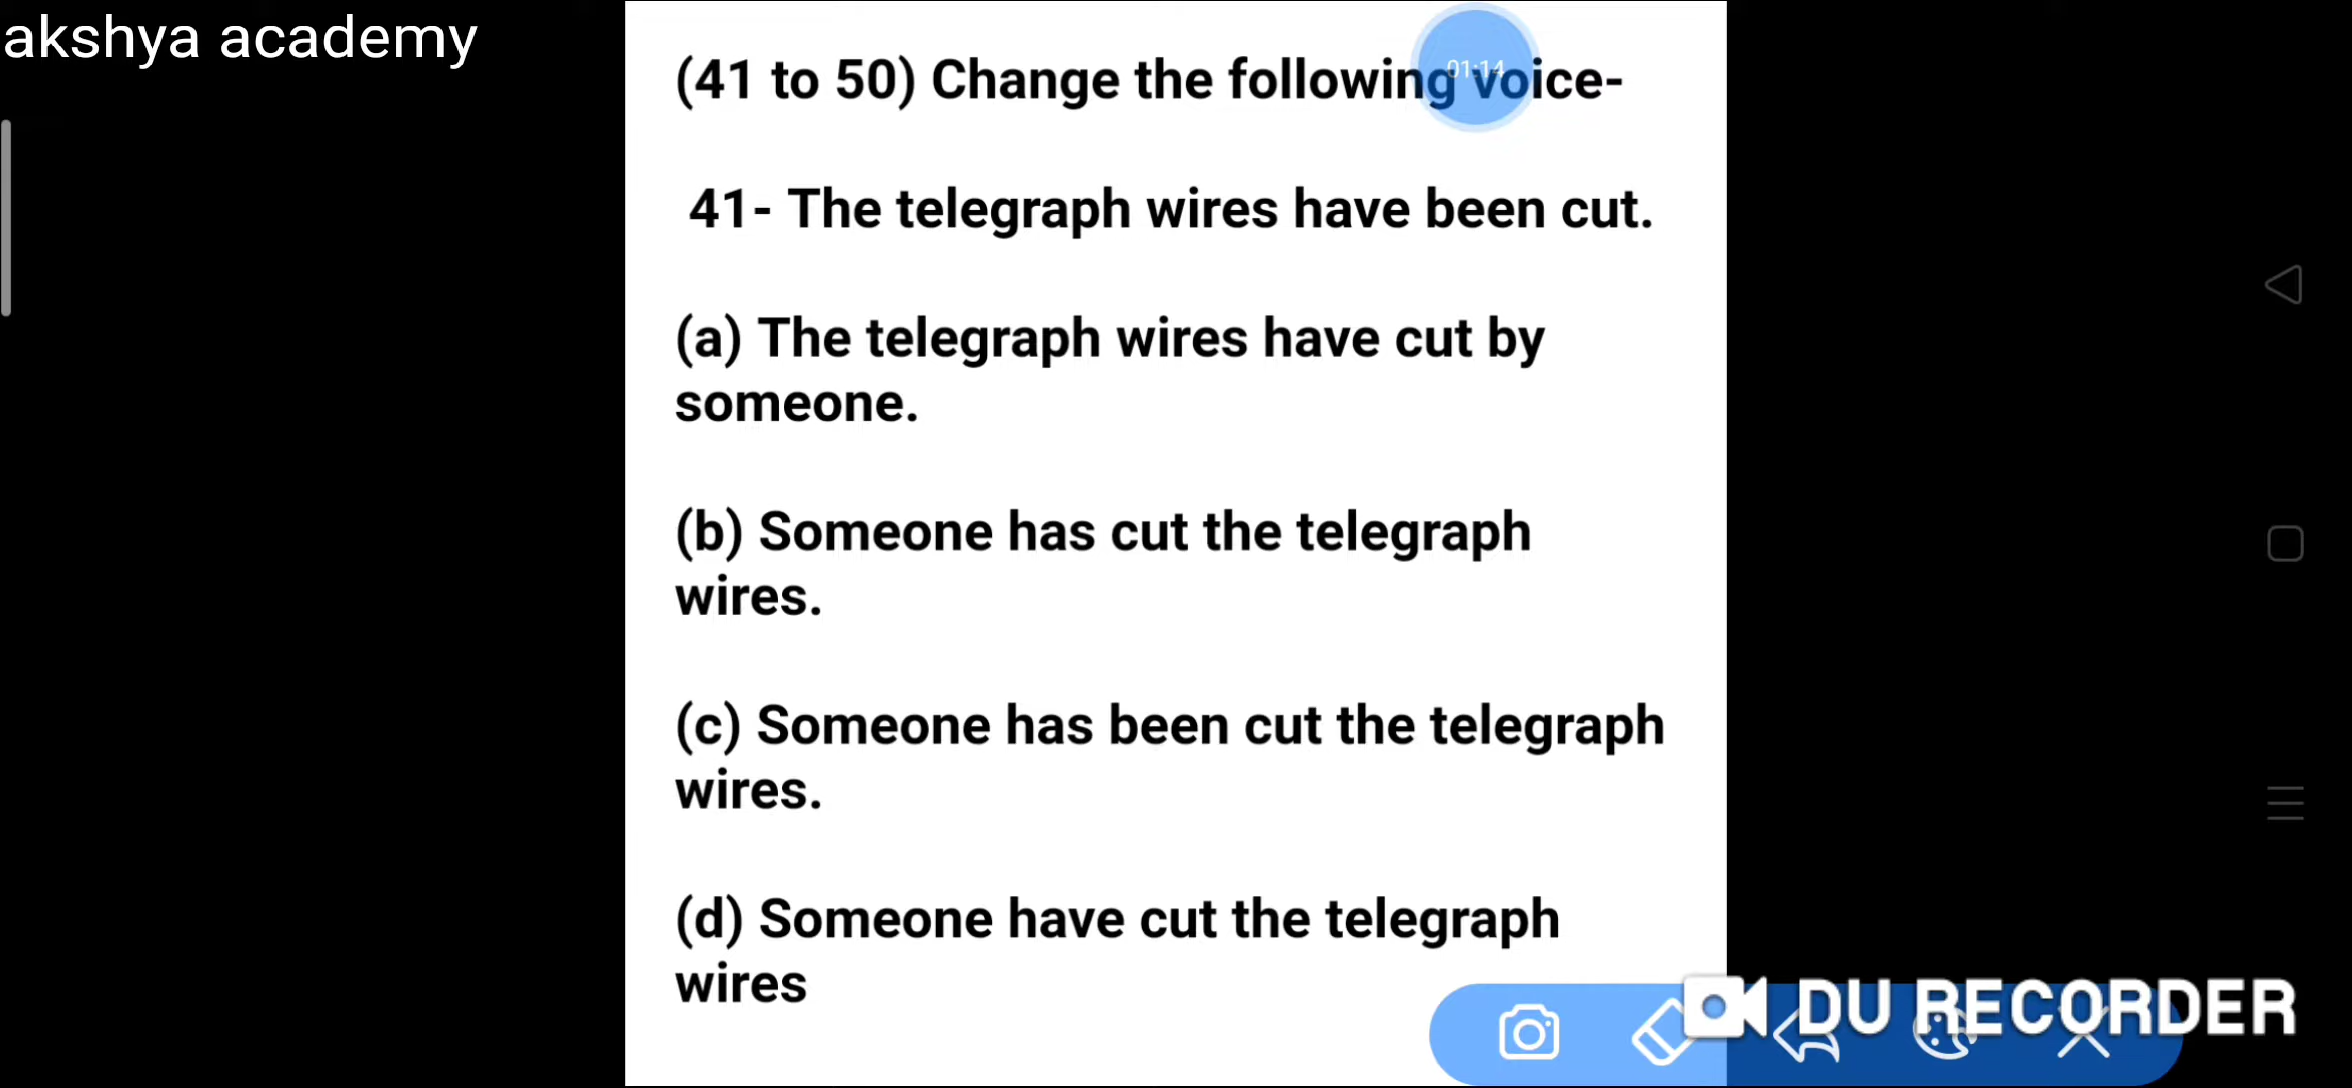 akshya academy
(41 to 50) Change the following voice-
01:14
41- The telegraph wires have been cut.
(a) The telegraph wires have cut by
someone.
(b) Someone has cut the telegraph
wires.
(c) Someone has been cut the telegraph
wires.
(d) Someone have cut the telegraph
wires
DU RECORDER